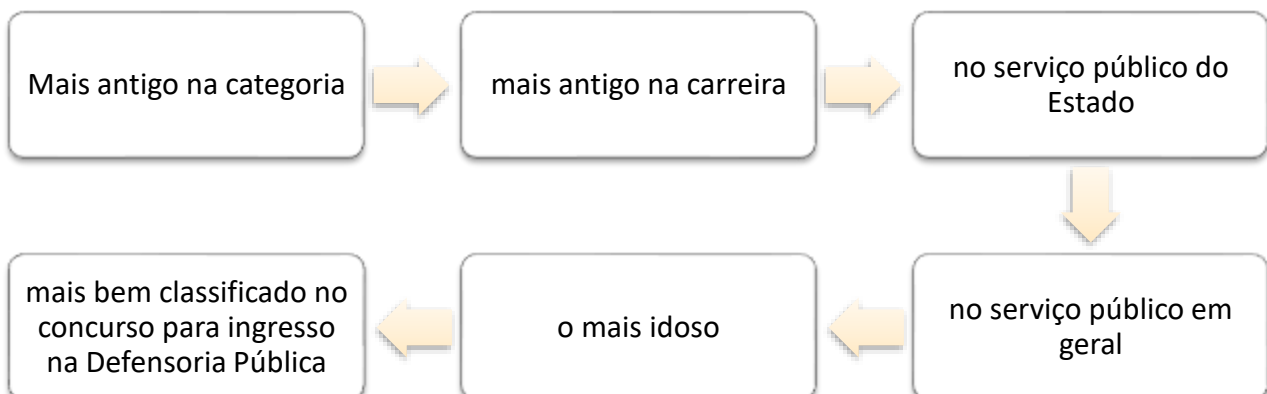 Mais antigo na categoria
mais antigo na carreira
no serviço público do
Estado
no serviço público em
geral
o mais idoso
mais bem classificado no
concurso para ingresso
na Defensoria Pública